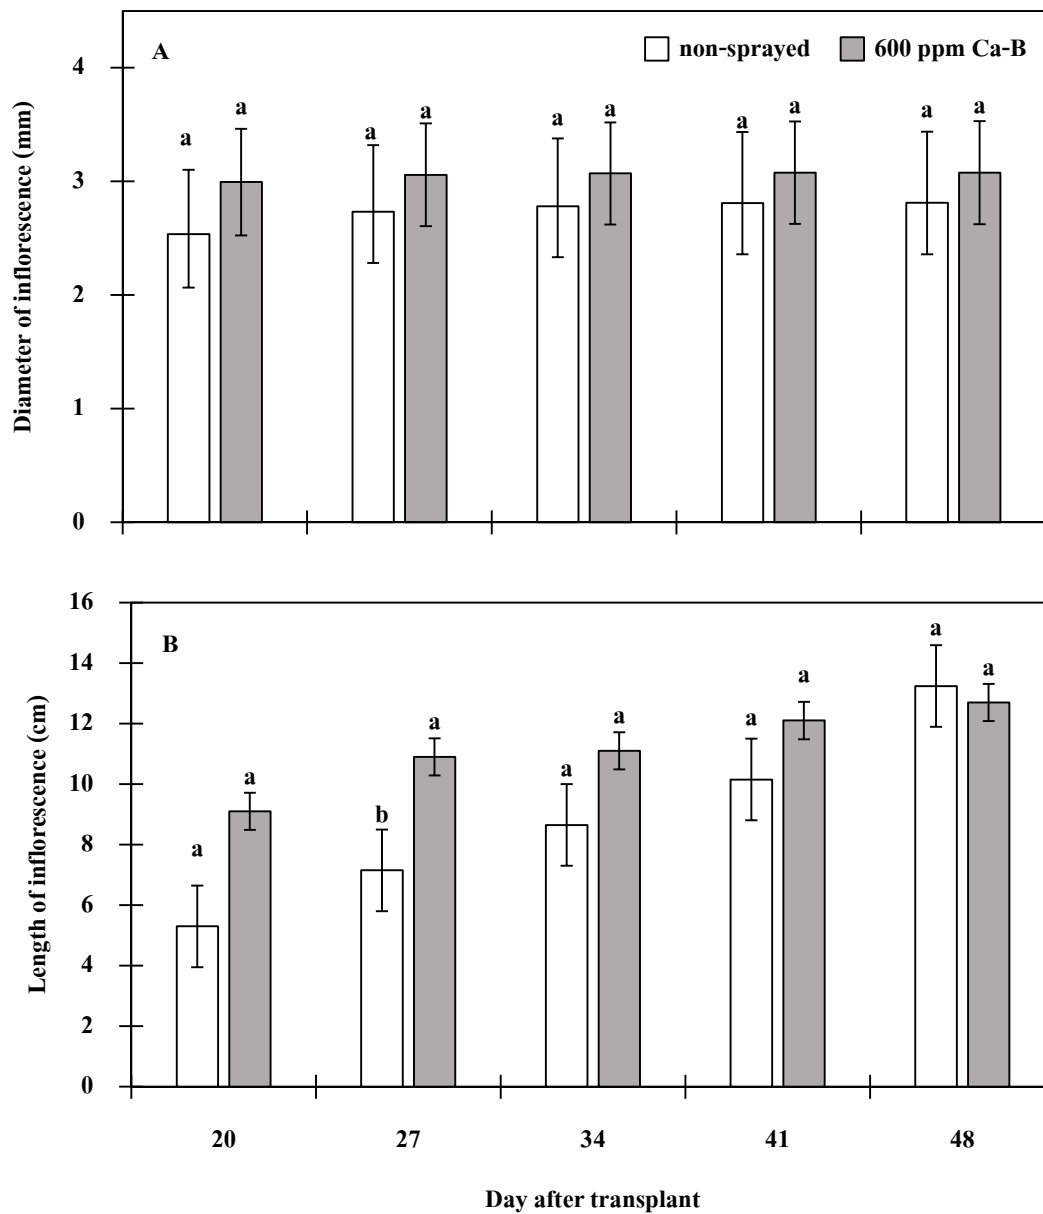 A
non-sprayed 600 ppm Ca-B
4
3
2
1
0
Diameter of inflorescence (mm)
a a a a a a a a a a
16
14
12
10
8
6
4
2
0
B
Length of inflorescence (cm)
a a b a a a a a a a
20 27 34 41 48
Day after transplant